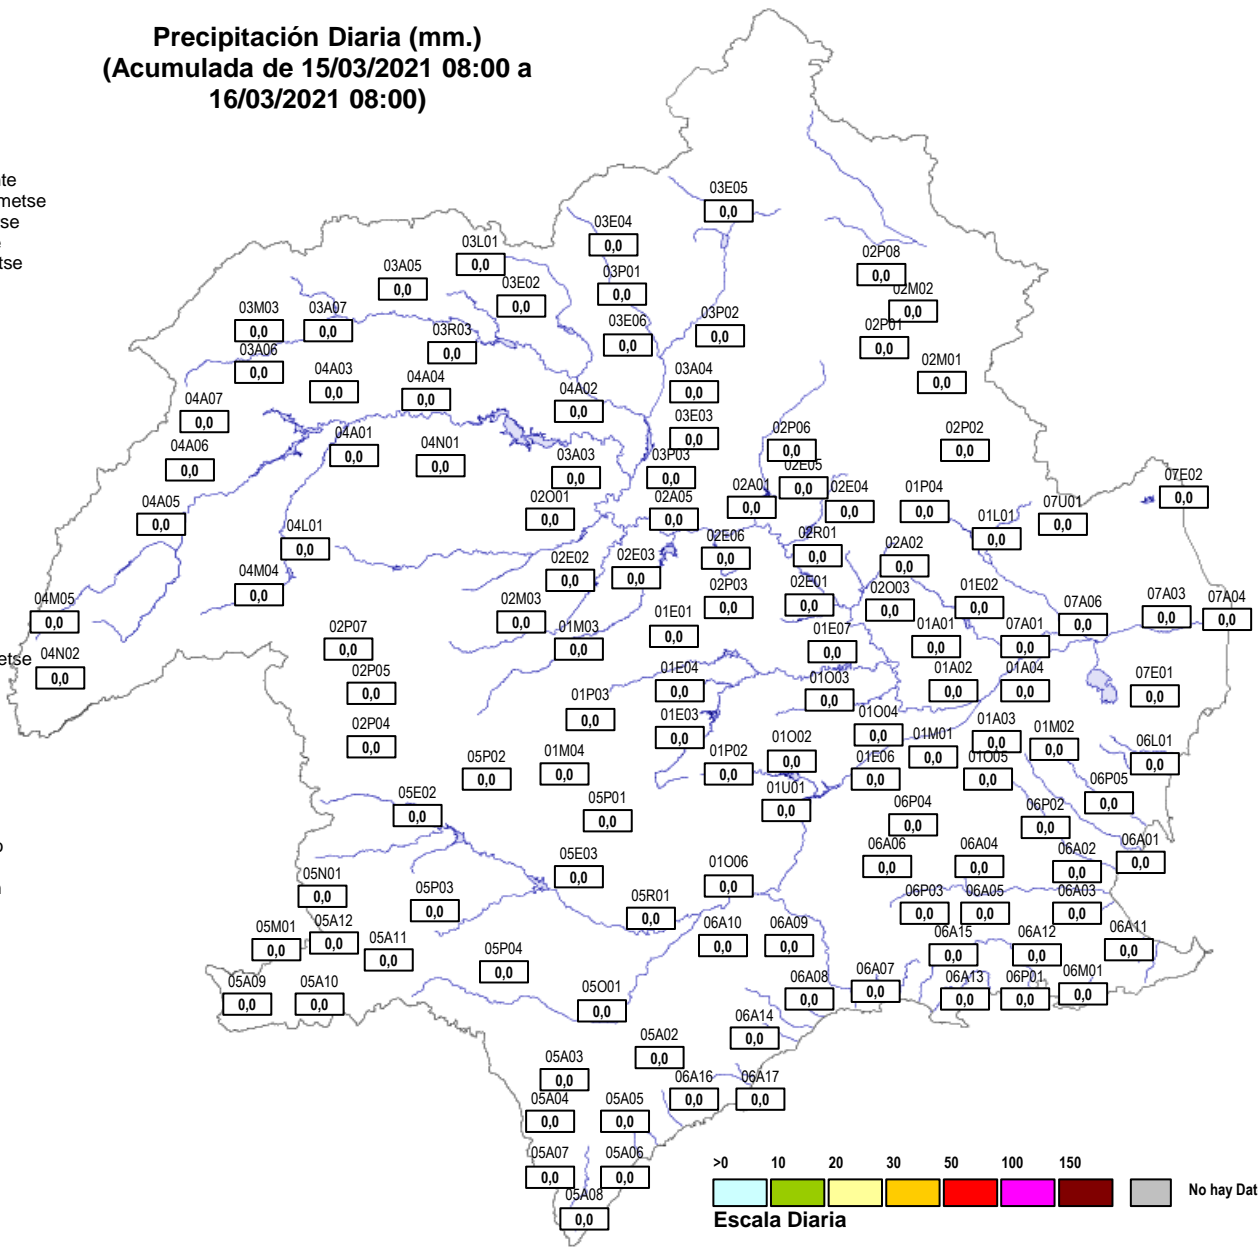 Precipitación Diaria (mm.)
(Acumulada de 15/03/2021 08:00 a
16/03/2021 08:00)
te
metse
se
tse
03E05
0,0
03E04
0,0
03L01
0,0
02P08
0,0
03A05
0,0
03P01
0,0
03E02
0,0
02M02
0,0
03M03
0,0
03A07
0,0
03P02
0,0
03E06
0,0
03R03
0,0
02P01
0,0
03A06
0,0
02M01
0,0
04A03
0,0
04A04
0,0
03A04
0,0
04A02
0,0
04A07
0,0
03E03
0,0
02P06
0,0
02P02
0,0
04A01
0,0
04A06
0,0
04N01
0,0
03A03
0,0
03P03
0,0
02E05
0,0
07E02
0,0
02A01
0,0
02E04
0,0
01P04
0,0
04A05
0,0
02O01
0,0
02A05
0,0
07U01
0,0
01L01
0,0
04L01
0,0
02R01
0,0
02E06
0,0
02A02
0,0
02E02
0,0
02E03
0,0
04M04
0,0
02P03
0,0
02E01
0,0
02O03
0,0
01E02
0,0
07A03
0,0
07A04
0,0
04M05
0,0
02M03
0,0
01E01
0,0
07A06
0,0
02P07
0,0
01M03
0,0
01E07
0,0
01A01
0,0
07A01
0,0
etse
04N02
0,0
02P05
0,0
01E04
0,0
01O03
0,0
01A02
0,0
01A04
0,0
07E01
0,0
01P03
0,0
02P04
0,0
01E03
0,0
01O04
0,0
01A03
0,0
01M02
0,0
01M01
0,0
06L01
0,0
05P02
0,0
01M04
0,0
01P02
0,0
01O02
0,0
01E06
0,0
01O05
0,0
05E02
0,0
05P01
0,0
01U01
0,0
06P05
0,0
06P04
0,0
06P02
0,0
o
05E03
0,0
01O06
0,0
06A06
0,0
06A04
0,0
06A02
0,0
06A01
0,0
05N01
0,0
05P03
0,0
05R01
0,0
06P03
0,0
06A05
0,0
06A03
0,0
05M01
0,0
05A12
0,0
05A11
0,0
05P04
0,0
06A10
0,0
06A09
0,0
06A15
0,0
06A12
0,0
06A11
0,0
05A09
0,0
05A10
0,0
05O01
0,0
06A08
0,0
06A07
0,0
06A13
0,0
06P01
0,0
06M01
0,0
06A14
0,0
05A02
0,0
05A03
0,0
06A16
0,0
06A17
0,0
05A04
0,0
05A05
0,0
05A07
0,0
05A06
0,0
05A08
0,0
>0 10 20 30 50 100 150
No hay Dat
Escala Diaria